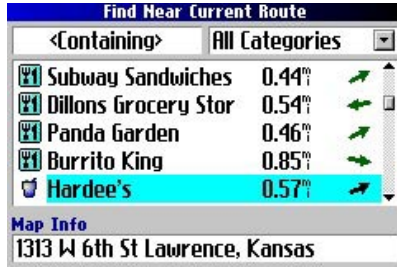 Find Near Current Route
<Containing> All Categories
Subway Sandwiches 0.44mi
Dillons Grocery Stor 0.54mi
Panda Garden 0.46mi
Burrito King 0.85mi
Hardee's 0.57mi
Map Info
1313 W 6th St Lawrence, Kansas